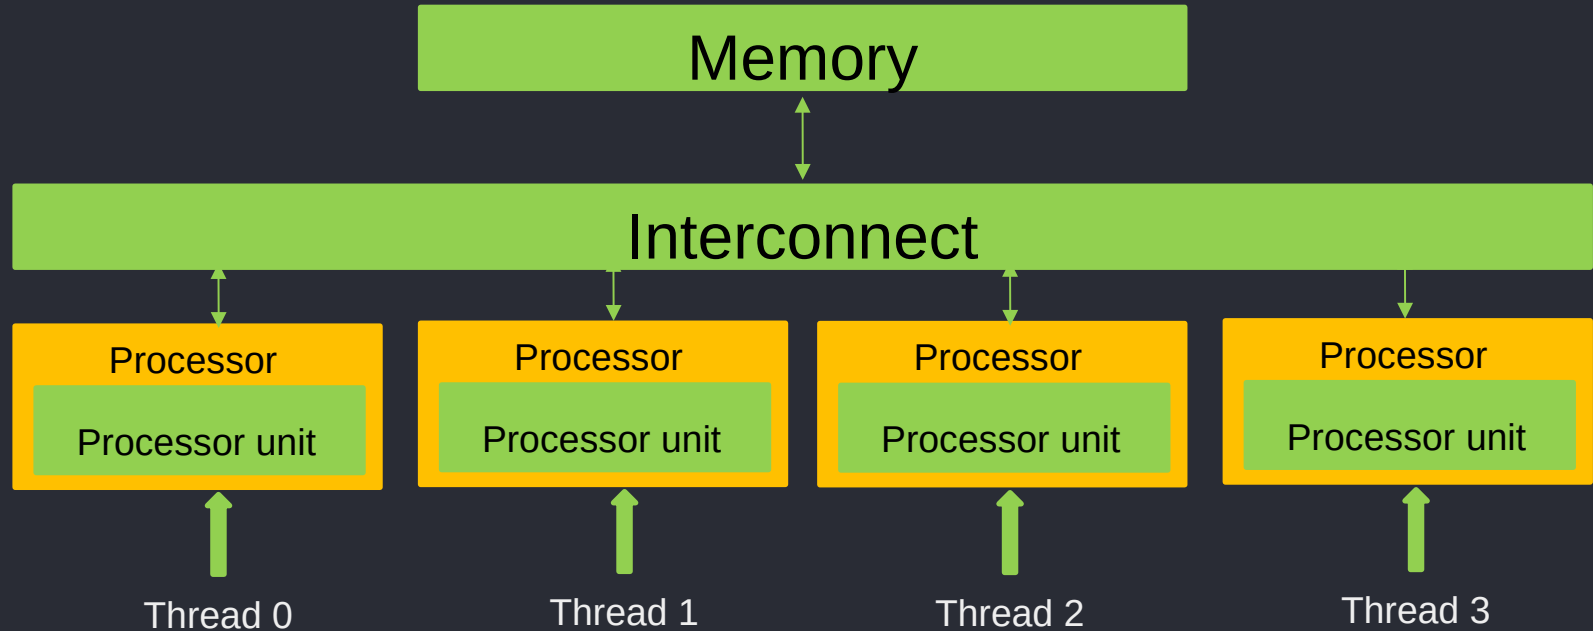 Memory
Interconnect
Processor
Processor
Processor
Processor
Processor unit
Processor unit
Processor unit
Processor unit
Thread 0
Thread 1
Thread 2
Thread 3